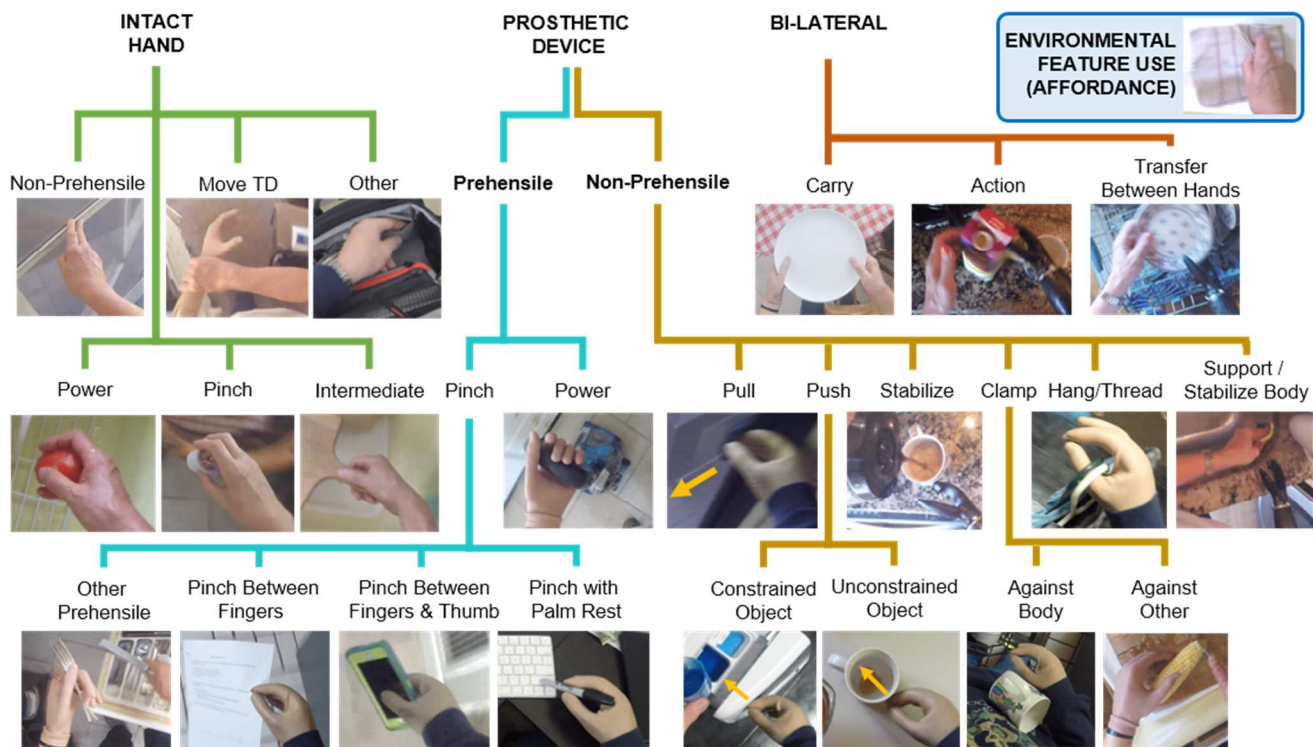 INTACT
HAND
PROSTHETIC
DEVICE
BI-LATERAL
ENVIRONMENTAL
FEATURE USE
(AFFORDANCE)
Non-Prehensile
Move TD
Other
Prehensile
Non-Prehensile
Carry
Action
Transfer
Between Hands
Power
Pinch
Intermediate
Pinch
Power
Pull
Push
Stabilize
Clamp
Hang/Thread
Support /
Stabilize Body
Other
Prehensile
Pinch Between
Fingers
Pinch Between
Fingers & Thumb
Pinch with
Palm Rest
Constrained
Object
Unconstrained
Object
Against
Body
Against
Other